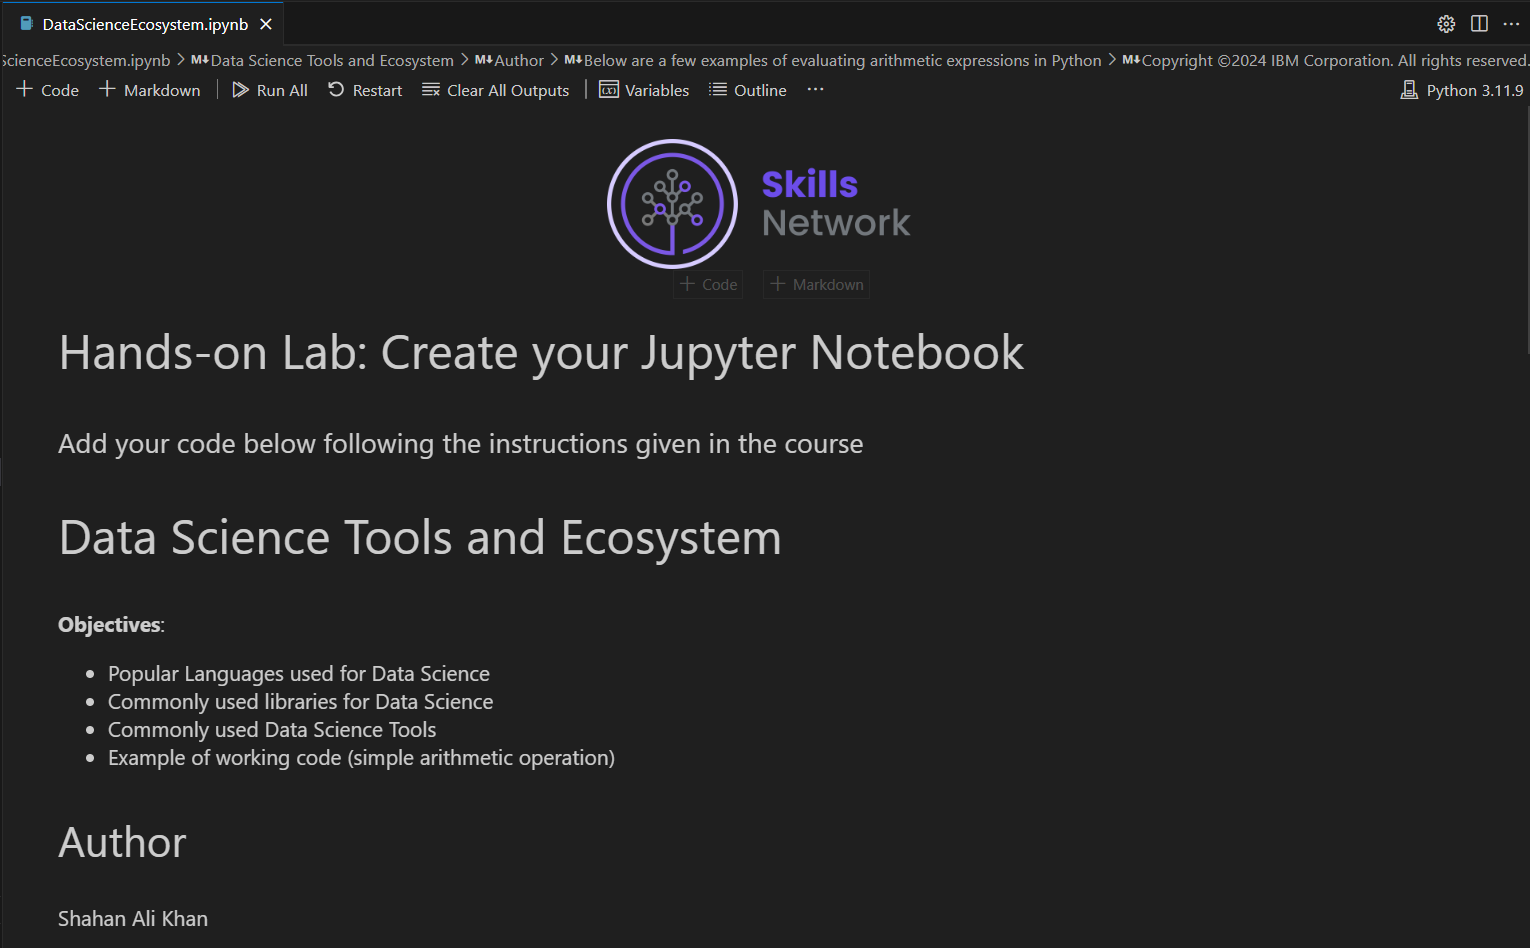 DataScienceEcosystem.ipynb
ScienceEcosystem.ipynb > M↓Data Science Tools and Ecosystem > M↓Author > M↓Below are a few examples of evaluating arithmetic expressions in Python > M↓Copyright ©2024 IBM Corporation. All rights reserved.
+ Code + Markdown Run All Restart Clear All Outputs (x) Variables Outline ··· Python 3.11.9
Skills
Network
+ Code + Markdown
Hands-on Lab: Create your Jupyter Notebook
Add your code below following the instructions given in the course
Data Science Tools and Ecosystem
Objectives:
• Popular Languages used for Data Science
• Commonly used libraries for Data Science
• Commonly used Data Science Tools
• Example of working code (simple arithmetic operation)
Author
Shahan Ali Khan